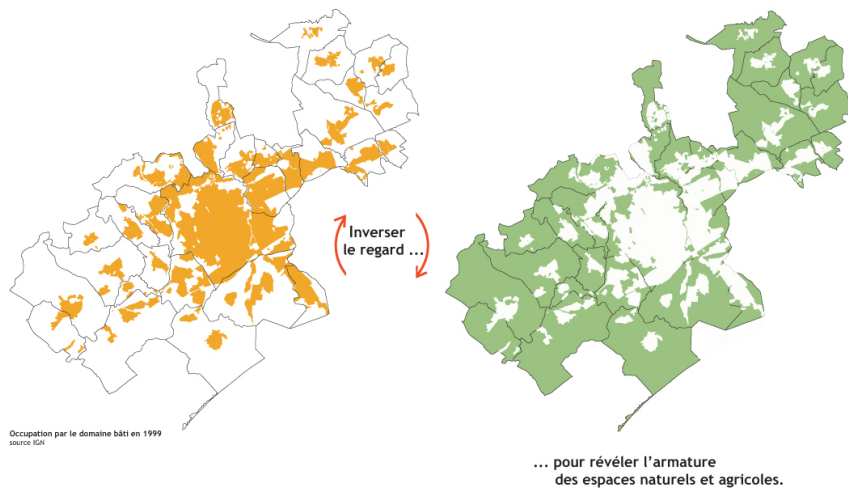 Inverser
le regard ...
Occupation par le domaine bâti en 1999
source IGN
... pour révéler l’armature
des espaces naturels et agricoles.